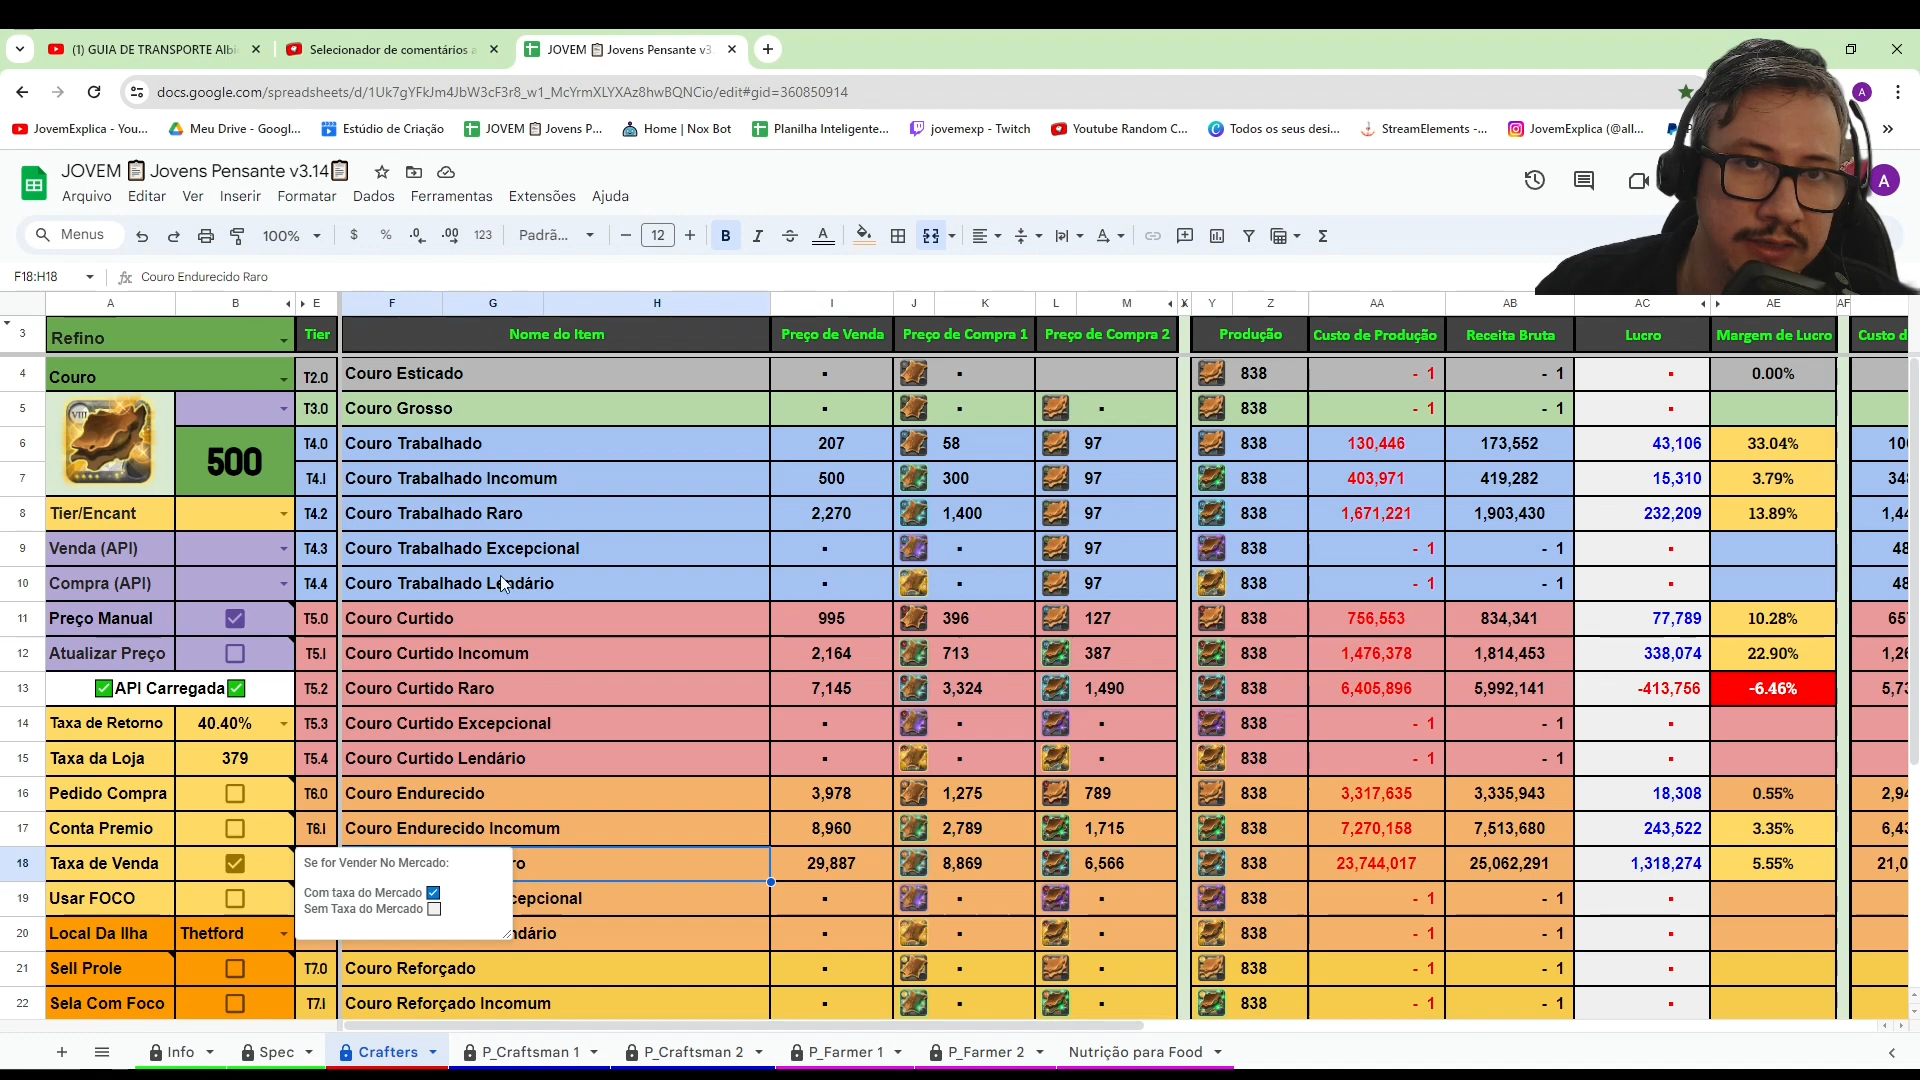 (1) GUIA DE TRANSPORTE Albi
Selecionador de comentários a
JOVEM 📋 Jovens Pensante v3.
docs.google.com/spreadsheets/d/1Uk7gYFkJm4JbW3cF3r8_w1_McYrmXLYXAz8hwBQNCio/edit#gid=360850914
A
JovemExplica - You... Meu Drive - Googl... Estúdio de Criação JOVEM 📋 Jovens P... Home | Nox Bot Planilha Inteligente... jovemexp - Twitch Youtube Random C... Todos os seus desi... StreamElements -... JovemExplica (@all...
JOVEM 📋 Jovens Pensante v3.14📋
Arquivo Editar Ver Inserir Formatar Dados Ferramentas Extensões Ajuda
A
Menus 100% $ % .0 .00 123 Padrã... 12 B I A
F18:H18 fx Couro Endurecido Raro
A B E F G H I J K L M X Y Z AA AB AC AE AF
3 Refino Tier Nome do Item Preço de Venda Preço de Compra 1 Preço de Compra 2 Produção Custo de Produção Receita Bruta Lucro Margem de Lucro Custo d
4 Couro T2.0 Couro Esticado 838 - 1 - 1 0.00%
5 T3.0 Couro Grosso 838 - 1 - 1
6 500 T4.0 Couro Trabalhado 207 58 97 838 130,446 173,552 43,106 33.04% 10
7 T4.I Couro Trabalhado Incomum 500 300 97 838 403,971 419,282 15,310 3.79% 34
8 Tier/Encant T4.2 Couro Trabalhado Raro 2,270 1,400 97 838 1,671,221 1,903,430 232,209 13.89% 1,4
9 Venda (API) T4.3 Couro Trabalhado Excepcional 97 838 - 1 - 1 48
10 Compra (API) T4.4 Couro Trabalhado Lendário 97 838 - 1 - 1 48
11 Preço Manual T5.0 Couro Curtido 995 396 127 838 756,553 834,341 77,789 10.28% 65
12 Atualizar Preço T5.I Couro Curtido Incomum 2,164 713 387 838 1,476,378 1,814,453 338,074 22.90% 1,2
13 ✅API Carregada✅ T5.2 Couro Curtido Raro 7,145 3,324 1,490 838 6,405,896 5,992,141 -413,756 -6.46% 5,7
14 Taxa de Retorno 40.40% T5.3 Couro Curtido Excepcional 838 - 1 - 1
15 Taxa da Loja 379 T5.4 Couro Curtido Lendário 838 - 1 - 1
16 Pedido Compra T6.0 Couro Endurecido 3,978 1,275 789 838 3,317,635 3,335,943 18,308 0.55% 2,9
17 Conta Premio T6.I Couro Endurecido Incomum 8,960 2,789 1,715 838 7,270,158 7,513,680 243,522 3.35% 6,4
18 Taxa de Venda ro 29,887 8,869 6,566 838 23,744,017 25,062,291 1,318,274 5.55% 21,0
Se for Vender No Mercado:
Com taxa do Mercado ☑
Sem Taxa do Mercado ☐
19 Usar FOCO cepcional 838 - 1 - 1
20 Local Da Ilha Thetford ndário 838 - 1 - 1
21 Sell Prole T7.0 Couro Reforçado 838 - 1 - 1
22 Sela Com Foco T7.I Couro Reforçado Incomum 838 - 1 - 1
Info Spec Crafters P_Craftsman 1 P_Craftsman 2 P_Farmer 1 P_Farmer 2 Nutrição para Food